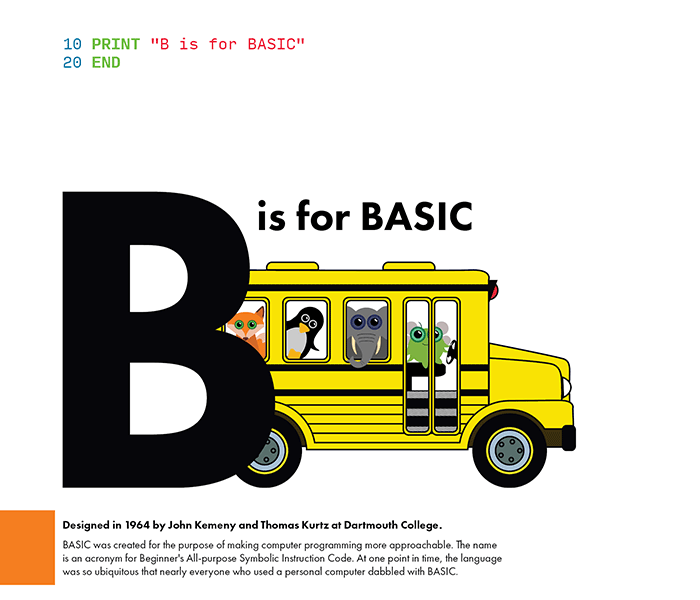 10 PRINT "B is for BASIC"
20 END
B is for BASIC
Designed in 1964 by John Kemeny and Thomas Kurtz at Dartmouth College.
BASIC was created for the purpose of making computer programming more approachable. The name
is an acronym for Beginner's All-purpose Symbolic Instruction Code. At one point in time, the language
was so ubiquitous that nearly everyone who used a personal computer dabbled with BASIC.